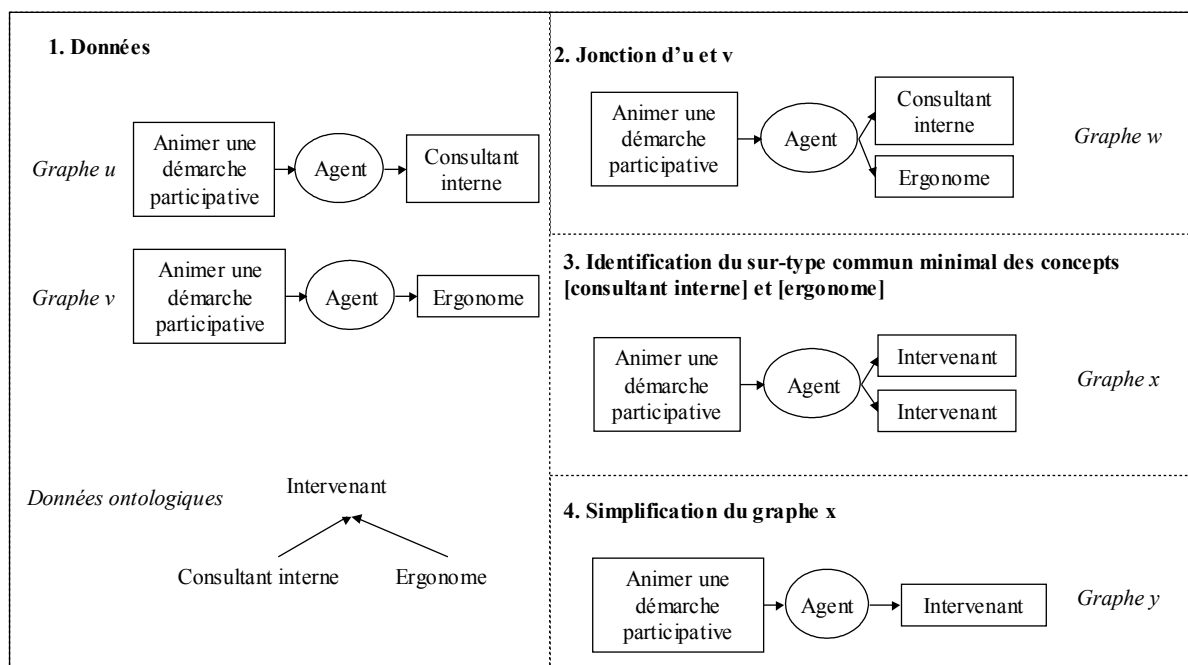 1. Données
Graphe u
Animer une
démarche
participative
Agent
Consultant
interne
Graphe v
Animer une
démarche
participative
Agent
Ergonome
Données ontologiques
Intervenant
Consultant interne
Ergonome
2. Jonction d'u et v
Animer une
démarche
participative
Agent
Consultant
interne
Ergonome
Graphe w
3. Identification du sur-type commun minimal des concepts
[consultant interne] et [ergonome]
Animer une
démarche
participative
Agent
Intervenant
Intervenant
Graphe x
4. Simplification du graphe x
Animer une
démarche
participative
Agent
Intervenant
Graphe y